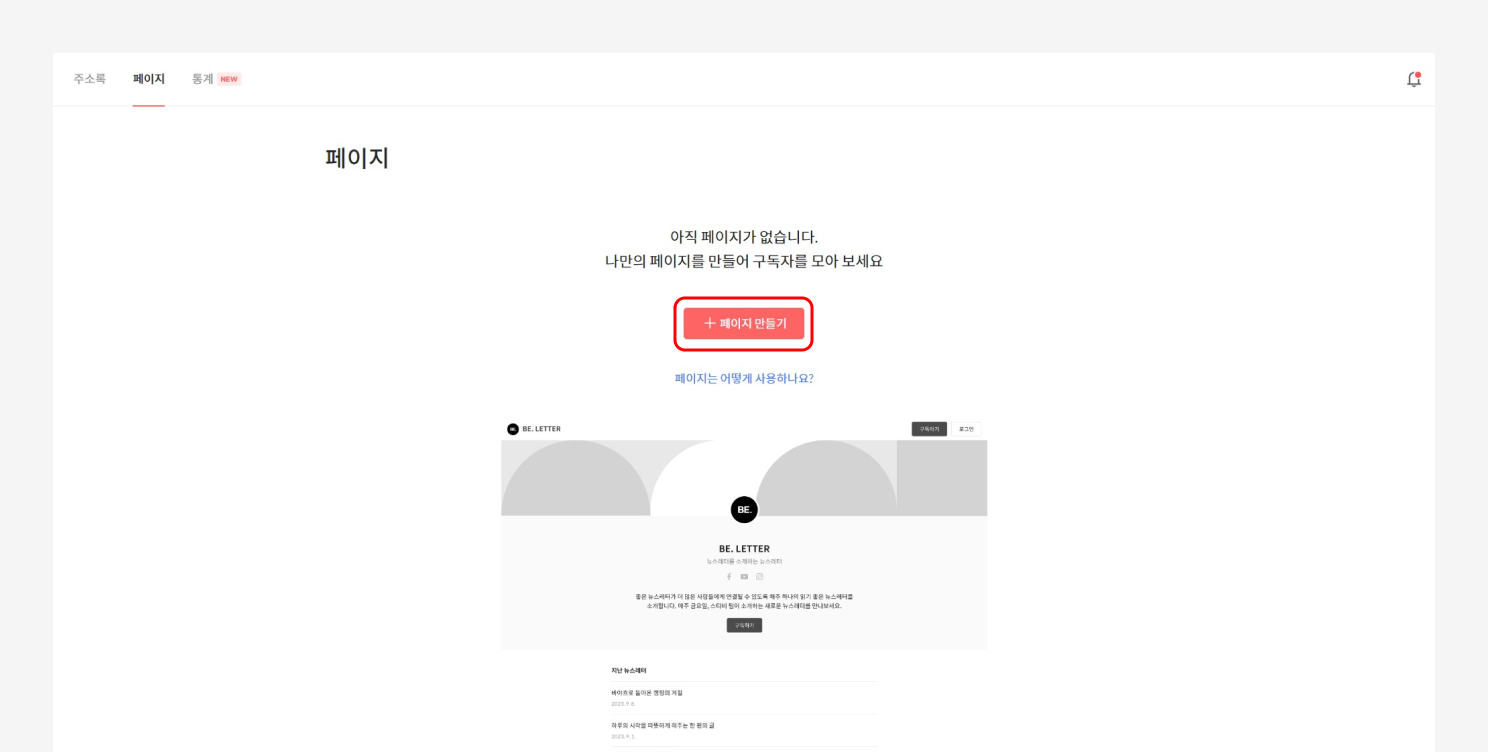 주소록 페이지 통계 NEW
페이지
아직 페이지가 없습니다.
나만의 페이지를 만들어 구독자를 모아 보세요
+ 페이지 만들기
페이지는 어떻게 사용하나요?
BE. BE. LETTER 구독하기 로그인
BE.
BE. LETTER
뉴스레터를 소개하는 뉴스레터
좋은 뉴스레터가 더 많은 사람들에게 연결될 수 있도록 매주 하나의 읽기 좋은 뉴스레터를
소개합니다. 매주 금요일, 스티비 팀이 소개하는 새로운 뉴스레터를 만나보세요.
구독하기
지난 뉴스레터
바야흐로 돌아온 캠핑의 계절
2023. 9. 8.
하루의 시작을 따뜻하게 해주는 한 편의 글
2023. 9. 1.